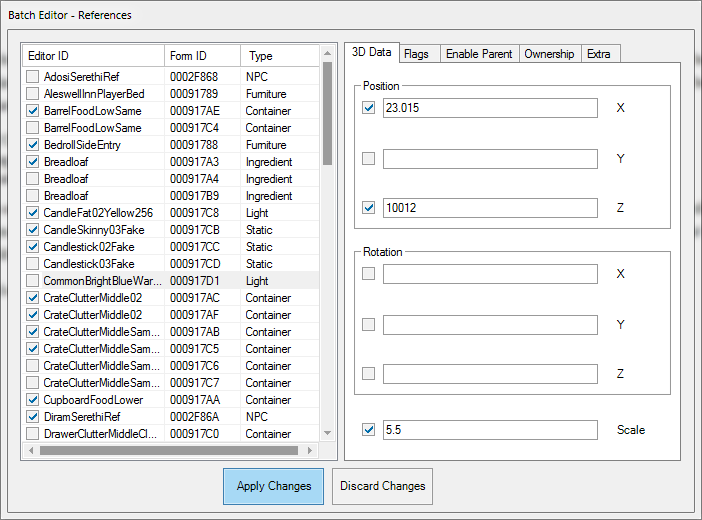 Batch Editor - References
Editor ID Form ID Type
AdosiSerethiRef 0002F868 NPC
AleswellInnPlayerBed 00091789 Furniture
BarrelFoodLowSame 000917AE Container
BarrelFoodLowSame 000917C4 Container
BedrollSideEntry 00091788 Furniture
Breadloaf 000917A3 Ingredient
Breadloaf 000917A4 Ingredient
Breadloaf 000917B9 Ingredient
CandleFat02Yellow256 000917C8 Light
CandleSkinny03Fake 000917CB Static
Candlestick02Fake 000917CC Static
Candlestick03Fake 000917CD Static
CommonBrightBlueWar... 000917D1 Light
CrateClutterMiddle02 000917AC Container
CrateClutterMiddle02 000917AF Container
CrateClutterMiddleSam... 000917AB Container
CrateClutterMiddleSam... 000917C5 Container
CrateClutterMiddleSam... 000917C6 Container
CrateClutterMiddleSam... 000917C7 Container
CupboardFoodLower 000917AA Container
DiramSerethiRef 0002F86A NPC
DrawerClutterMiddleCl... 000917C0 Container
3D Data Flags Enable Parent Ownership Extra
Position
23.015 X
Y
10012 Z
Rotation
X
Y
Z
5.5 Scale
Apply Changes Discard Changes